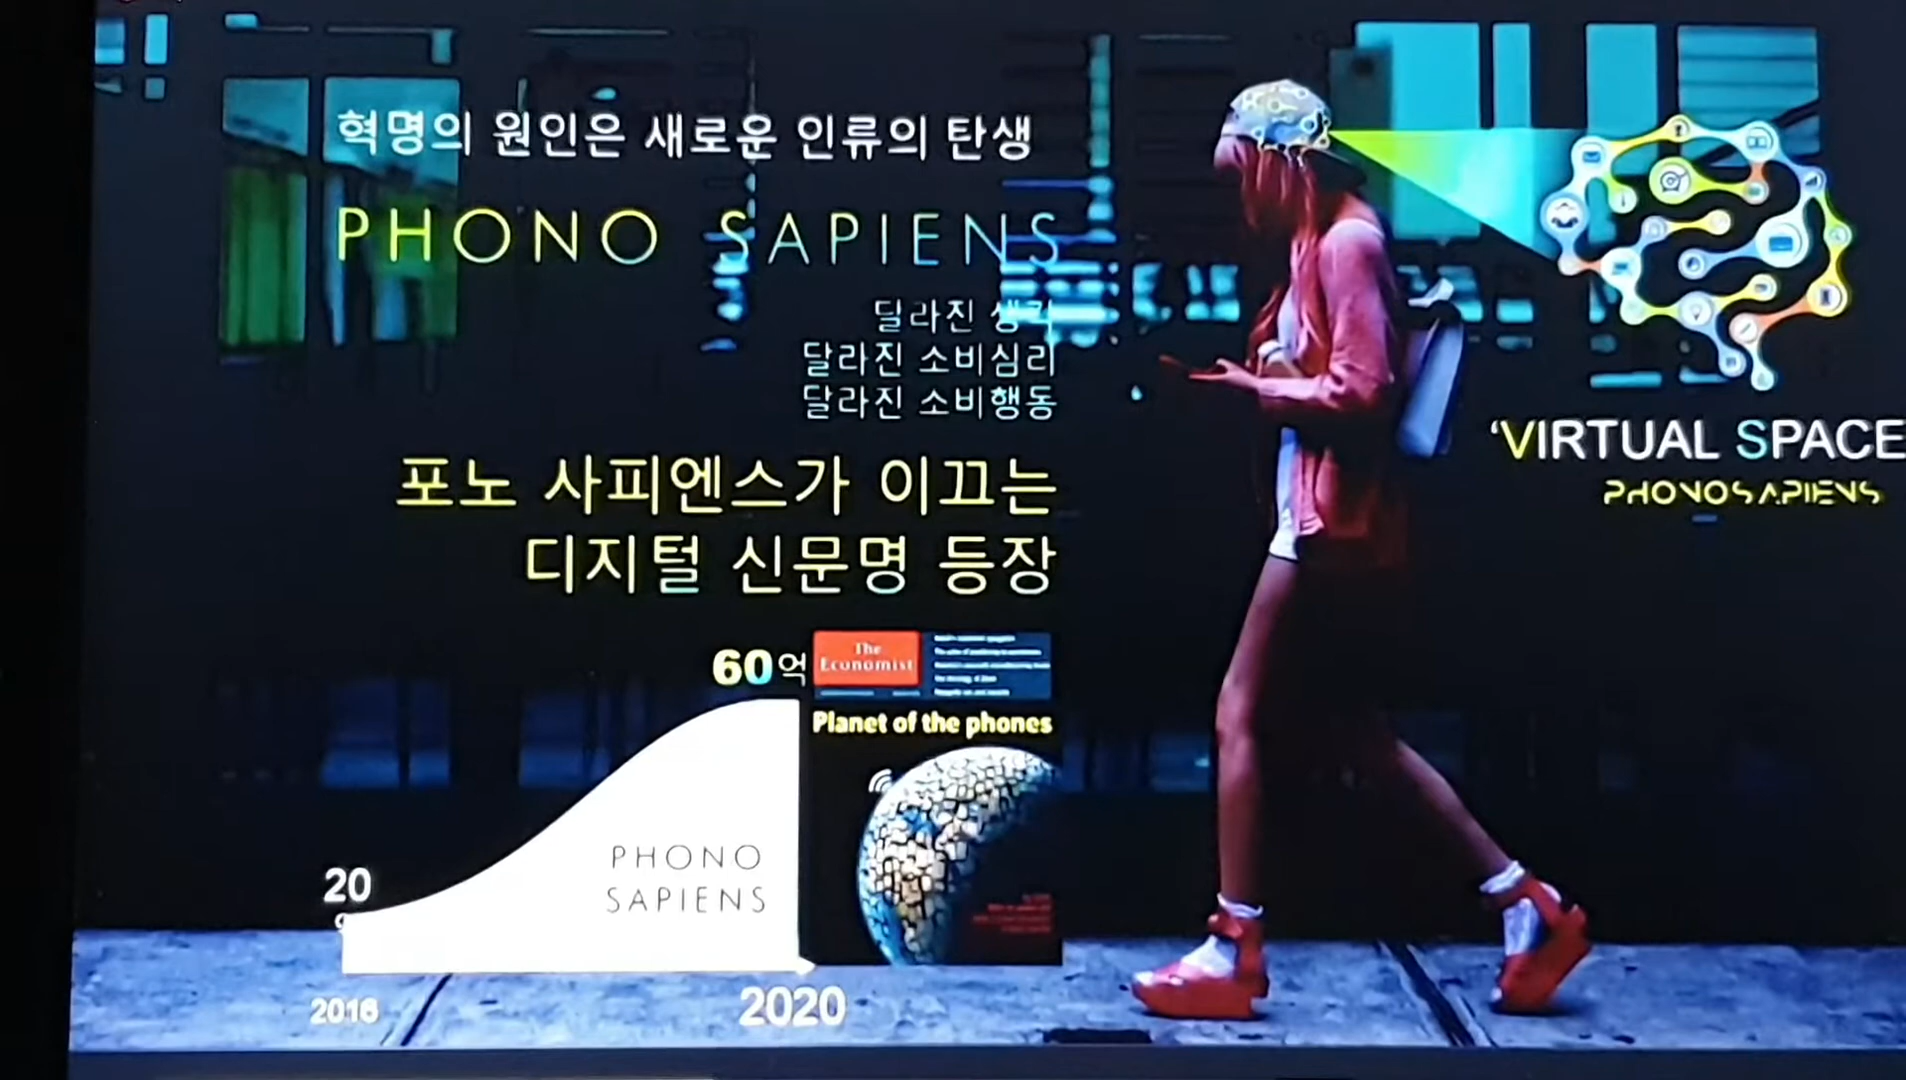 혁명의 원인은 새로운 인류의 탄생
PHONO SAPIENS
달라진 생각
달라진 소비심리
달라진 소비행동
포노 사피엔스가 이끄는
디지털 신문명 등장
60억
The
Economist
Planet of the phones
PHONO
SAPIENS
20
2016
2020
'VIRTUAL SPACE
PHONOSAPIENS